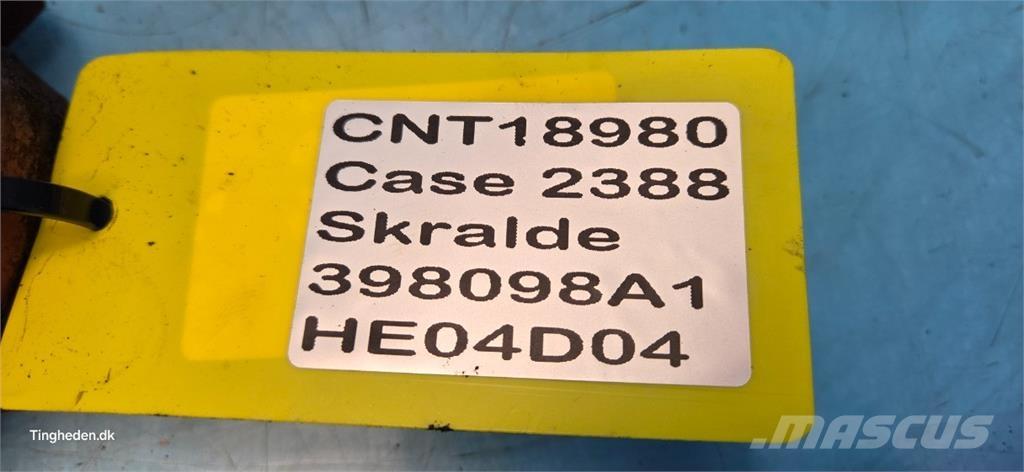 CNT18980
Case 2388
Skralde
398098A1
HE04D04
Tingheden.dk
MASCUS